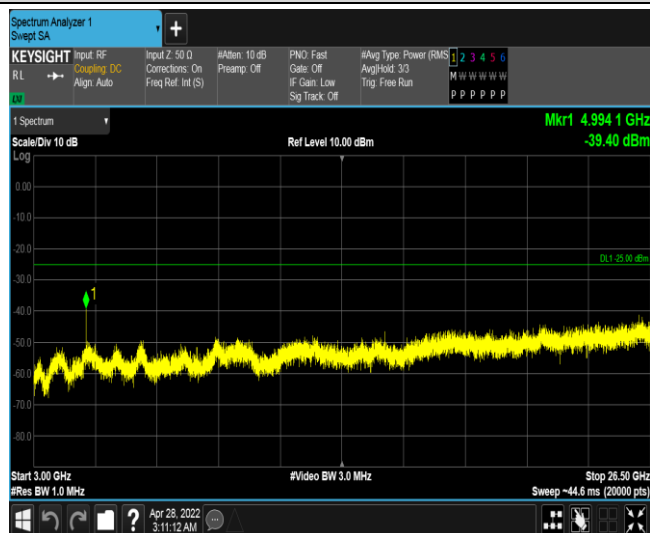 Spectrum Analyzer 1
Swept SA
+
KEYSIGHT
RL
LXI
Input: RF
Coupling: DC
Align: Auto
Input Z: 50 Ω
Corrections: On
Freq Ref: Int (S)
#Atten: 10 dB
Preamp: Off
PNO: Fast
Gate: Off
IF Gain: Low
Sig Track: Off
#Avg Type: Power (RMS
Avg|Hold: 3/3
Trig: Free Run
1 2 3 4 5 6
M W W W W W
P P P P P P
1 Spectrum
Mkr1 4.994 1 GHz
Scale/Div 10 dB
Ref Level 10.00 dBm
-39.40 dBm
Log
0.00
-10.0
DL1 -25.00 dBm
-20.0
-30.0
1
-40.0
-50.0
-60.0
-70.0
-80.0
Start 3.00 GHz
#Video BW 3.0 MHz
Stop 26.50 GHz
#Res BW 1.0 MHz
Sweep ~44.6 ms (20000 pts)
?
Apr 28, 2022
3:11:12 AM